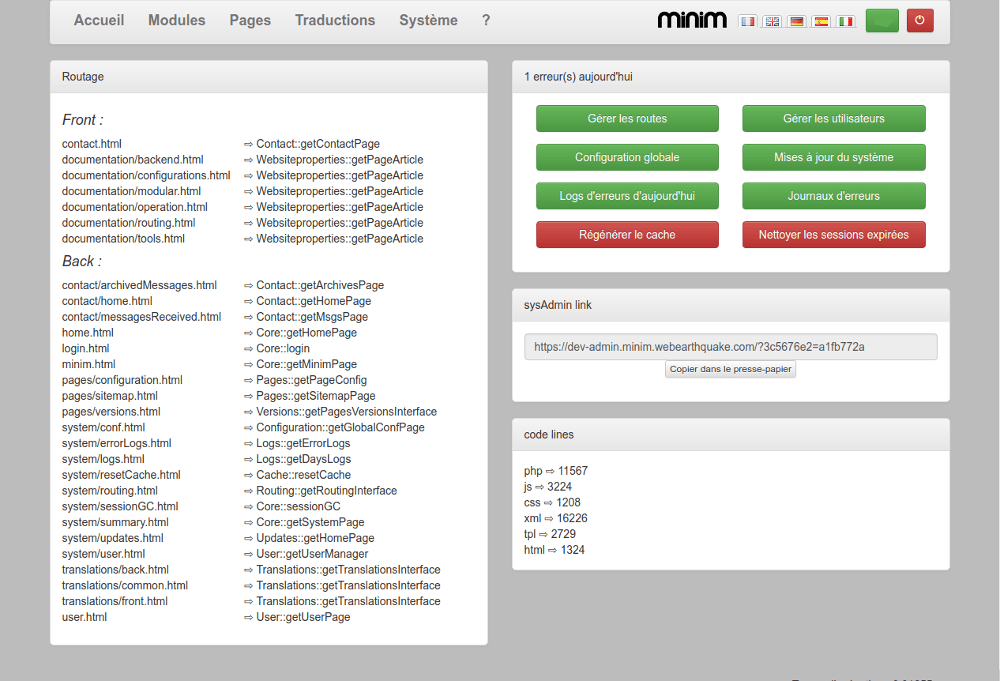 Accueil Modules Pages Traductions Système ? minim
Routage
Front :
contact.html ⇨ Contact::getContactPage
documentation/backend.html ⇨ Websiteproperties::getPageArticle
documentation/configurations.html ⇨ Websiteproperties::getPageArticle
documentation/modular.html ⇨ Websiteproperties::getPageArticle
documentation/operation.html ⇨ Websiteproperties::getPageArticle
documentation/routing.html ⇨ Websiteproperties::getPageArticle
documentation/tools.html ⇨ Websiteproperties::getPageArticle
Back :
contact/archivedMessages.html ⇨ Contact::getArchivesPage
contact/home.html ⇨ Contact::getHomePage
contact/messagesReceived.html ⇨ Contact::getMsgsPage
home.html ⇨ Core::getHomePage
login.html ⇨ Core::login
minim.html ⇨ Core::getMinimPage
pages/configuration.html ⇨ Pages::getPageConfig
pages/sitemap.html ⇨ Pages::getSitemapPage
pages/versions.html ⇨ Versions::getPagesVersionsInterface
system/conf.html ⇨ Configuration::getGlobalConfPage
system/errorLogs.html ⇨ Logs::getErrorLogs
system/logs.html ⇨ Logs::getDaysLogs
system/resetCache.html ⇨ Cache::resetCache
system/routing.html ⇨ Routing::getRoutingInterface
system/sessionGC.html ⇨ Core::sessionGC
system/summary.html ⇨ Core::getSystemPage
system/updates.html ⇨ Updates::getHomePage
system/user.html ⇨ User::getUserManager
translations/back.html ⇨ Translations::getTranslationsInterface
translations/common.html ⇨ Translations::getTranslationsInterface
translations/front.html ⇨ Translations::getTranslationsInterface
user.html ⇨ User::getUserPage
1 erreur(s) aujourd'hui
Gérer les routes Gérer les utilisateurs
Configuration globale Mises à jour du système
Logs d'erreurs d'aujourd'hui Journaux d'erreurs
Régénérer le cache Nettoyer les sessions expirées
sysAdmin link
https://dev-admin.minim.webearthquake.com/?3c5676e2=a1fb772a
Copier dans le presse-papier
code lines
php ⇨ 11567
js ⇨ 3224
css ⇨ 1208
xml ⇨ 16226
tpl ⇨ 2729
html ⇨ 1324